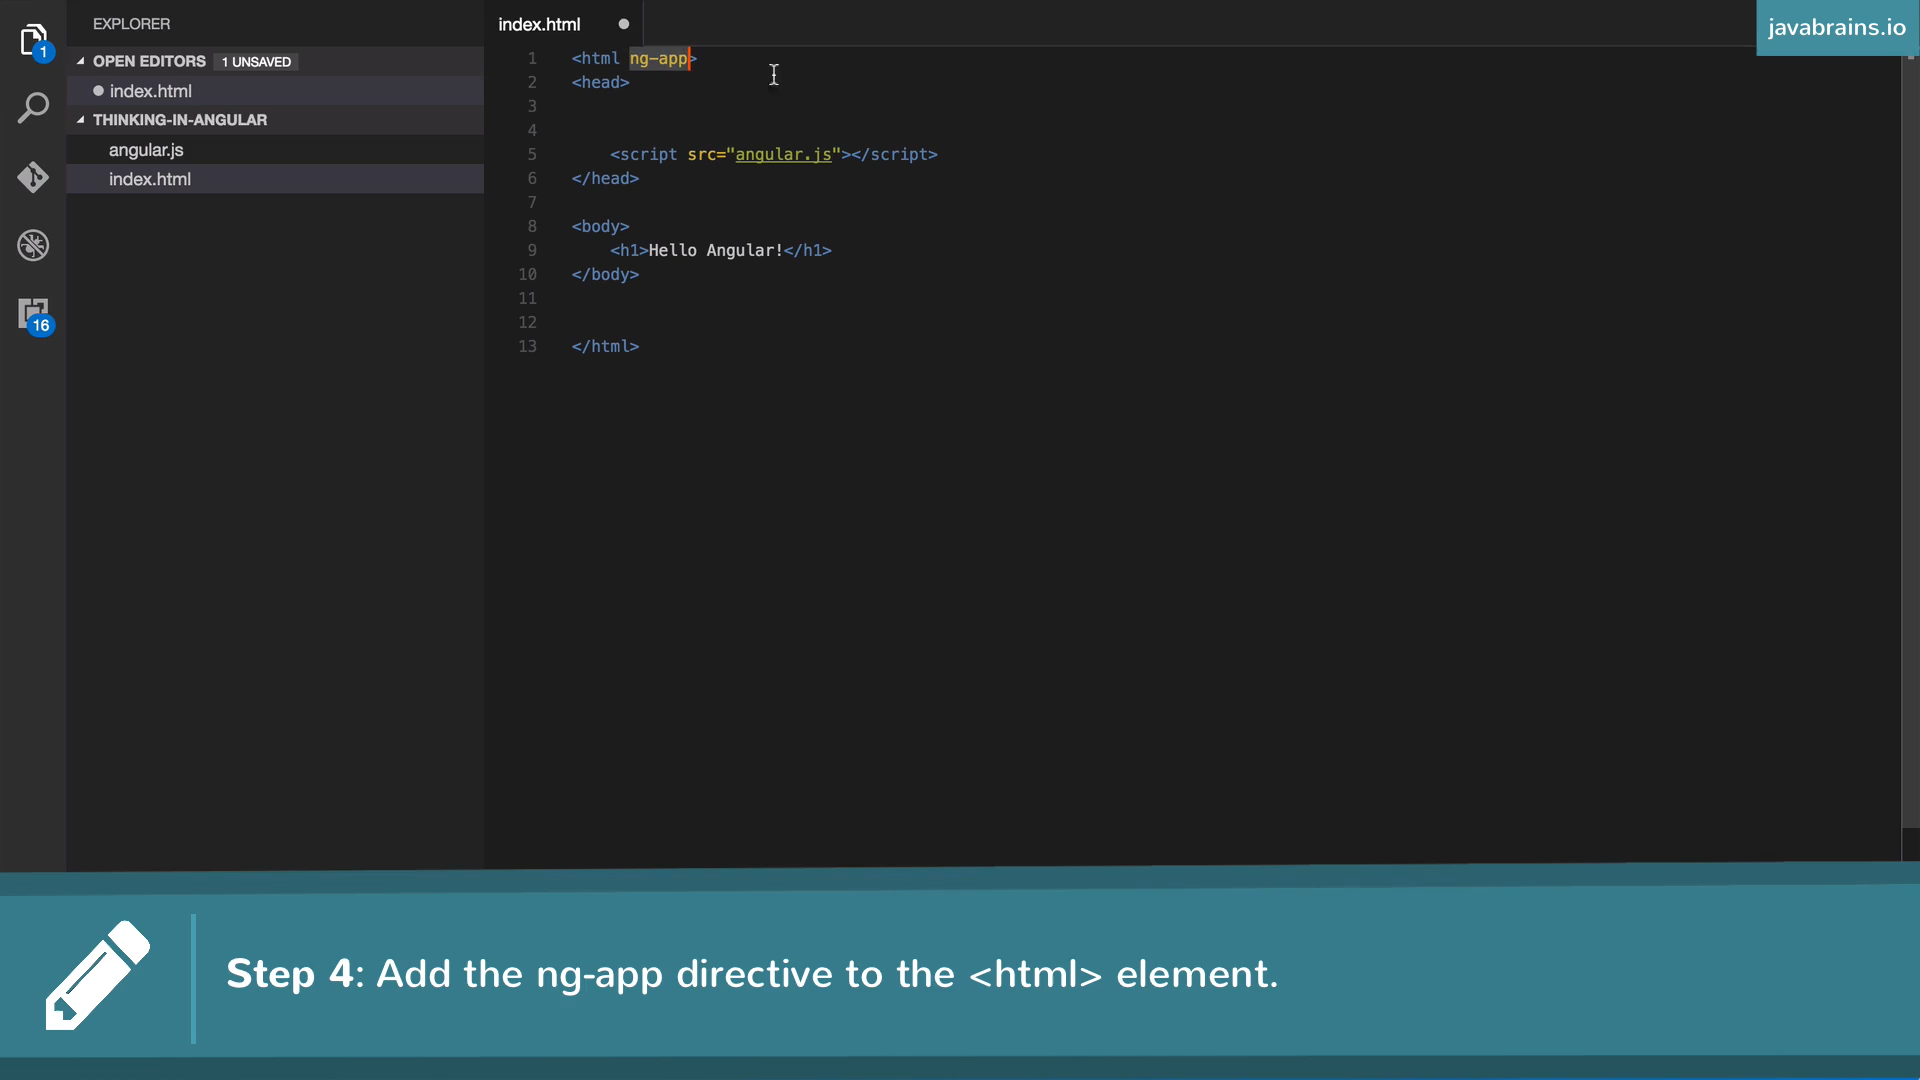 EXPLORER
OPEN EDITORS 1 UNSAVED
index.html
THINKING-IN-ANGULAR
angular.js
index.html
1
16
index.html
javabrains.io
1 <html ng-app>
2 <head>
3
4
5 <script src="angular.js"></script>
6 </head>
7
8 <body>
9 <h1>Hello Angular!</h1>
10 </body>
11
12
13 </html>
Step 4: Add the ng-app directive to the <html> element.